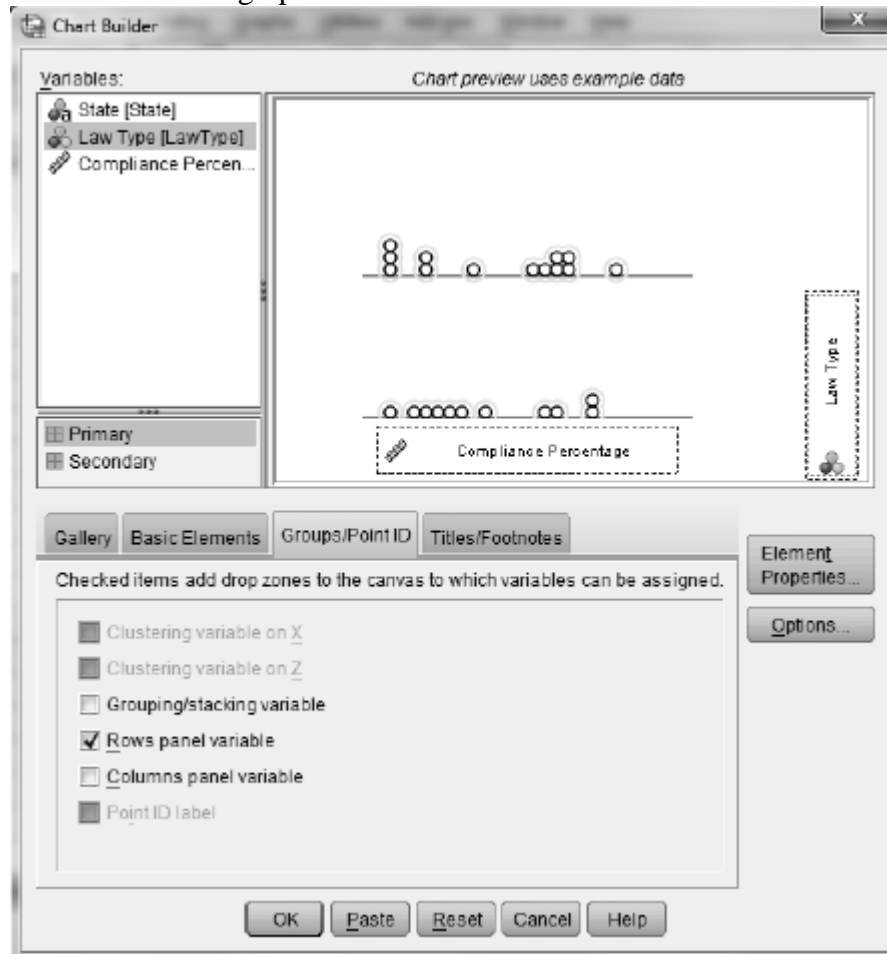 Chart Builder
Variables:
Chart preview uses example data
State [State]
Law Type [LawType]
Compliance Percen...
Law Type
Compliance Percentage
Primary
Secondary
Gallery Basic Elements Groups/Point ID Titles/Footnotes
Element
Properties...
Checked items add drop zones to the canvas to which variables can be assigned.
Options...
Clustering variable on X
Clustering variable on Z
Grouping/stacking variable
Rows panel variable
Columns panel variable
Point ID label
OK Paste Reset Cancel Help